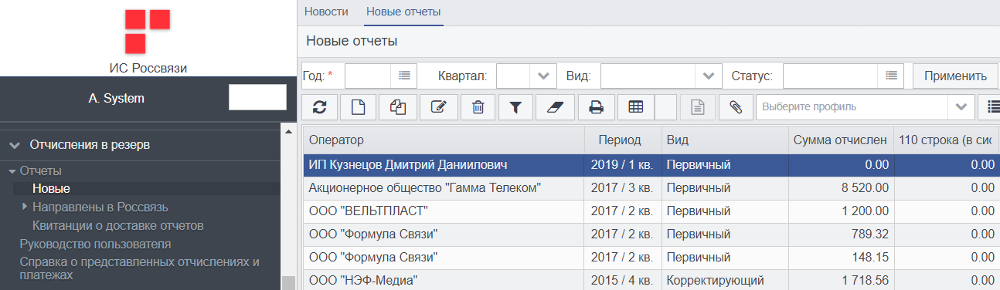 ИС Россвязи
A. System
Отчисления в резерв
Отчеты
Новые
Направлены в Россвязь
Квитанции о доставке отчетов
Руководство пользователя
Справка о представленных отчислениях и
платежах
Новости Новые отчеты
Новые отчеты
Год: * Квартал: Вид: Статус: Применить
Выберите профиль
Оператор Период Вид Сумма отчислен 110 строка (в сис
ИП Кузнецов Дмитрий Даниилович 2019 / 1 кв. Первичный 0.00 0.00
Акционерное общество "Гамма Телеком" 2017 / 3 кв. Первичный 8 520.00 0.00
ООО "ВЕЛЬТПЛАСТ" 2017 / 2 кв. Первичный 1 200.00 0.00
ООО "Формула Связи" 2017 / 2 кв. Первичный 789.32 0.00
ООО "Формула Связи" 2017 / 2 кв. Первичный 148.15 0.00
ООО "НЭФ-Медиа" 2015 / 4 кв. Корректирующий 1 718.56 0.00